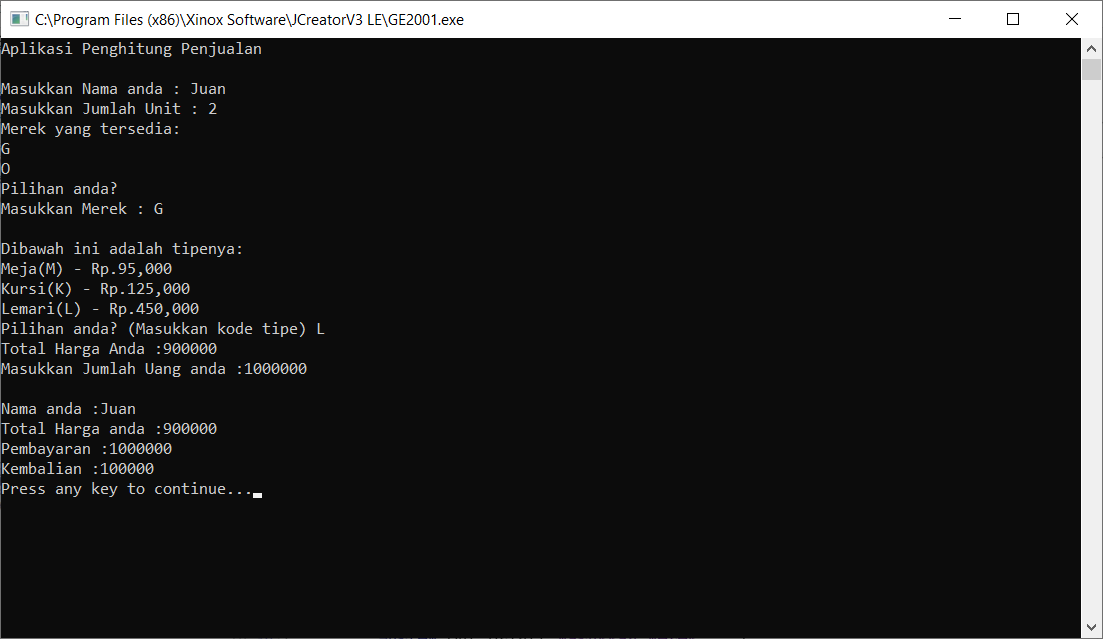 C:\Program Files (x86)\Xinox Software\JCreatorV3 LE\GE2001.exe
Aplikasi Penghitung Penjualan
Masukkan Nama anda : Juan
Masukkan Jumlah Unit : 2
Merek yang tersedia:
G
O
Pilihan anda?
Masukkan Merek : G
Dibawah ini adalah tipenya:
Meja(M) - Rp.95,000
Kursi(K) - Rp.125,000
Lemari(L) - Rp.450,000
Pilihan anda? (Masukkan kode tipe) L
Total Harga Anda :900000
Masukkan Jumlah Uang anda :1000000
Nama anda :Juan
Total Harga anda :900000
Pembayaran :1000000
Kembalian :100000
Press any key to continue...